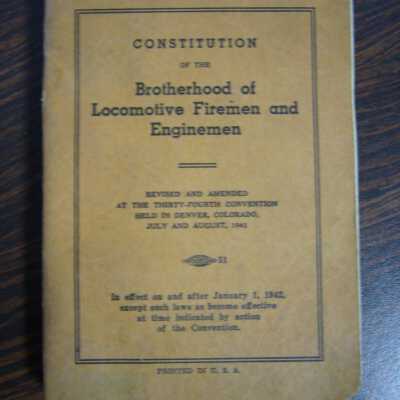 CONSTITUTION
OF THE
Brotherhood of
Locomotive Firemen and
Enginemen
REVISED AND AMENDED
AT THE THIRTY-FOURTH CONVENTION
HELD IN DENVER, COLORADO,
JULY AND AUGUST, 1941
In effect on and after January 1, 1942,
except such laws as become effective
at time indicated by action
of the Convention.
PRINTED IN U. S. A.